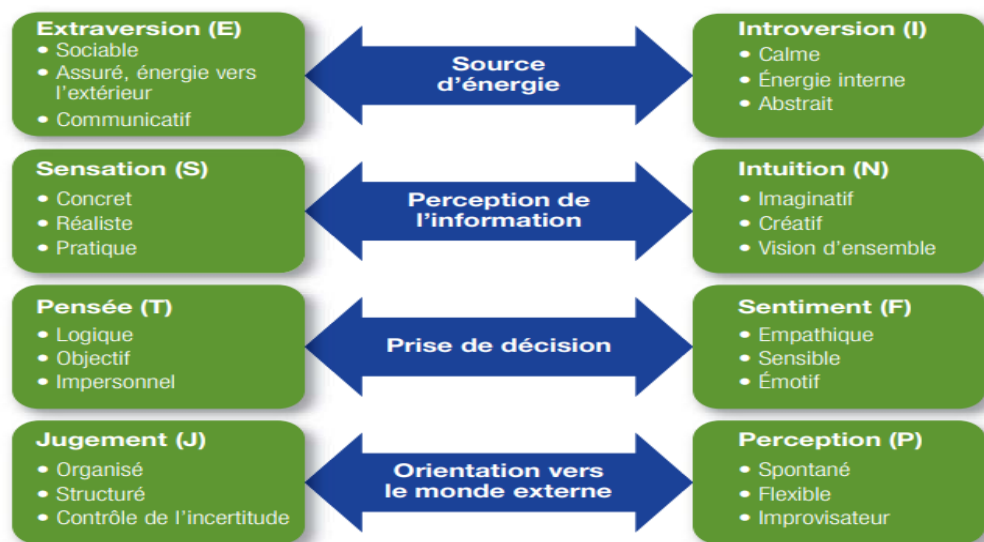 Extraversion (E)
• Sociable
• Assuré, énergie vers
l'extérieur
• Communicatif
Source
d'énergie
Introversion (I)
• Calme
• Énergie interne
• Abstrait
Sensation (S)
• Concret
• Réaliste
• Pratique
Perception de
l'information
Intuition (N)
• Imaginatif
• Créatif
• Vision d'ensemble
Pensée (T)
• Logique
• Objectif
• Impersonnel
Prise de décision
Sentiment (F)
• Empathique
• Sensible
• Émotif
Jugement (J)
• Organisé
• Structuré
• Contrôle de l'incertitude
Orientation vers
le monde externe
Perception (P)
• Spontané
• Flexible
• Improvisateur